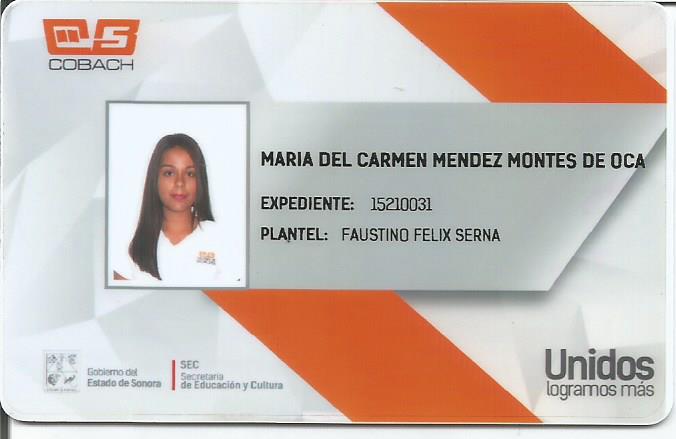 COBACH
MARIA DEL CARMEN MENDEZ MONTES DE OCA
EXPEDIENTE: 15210031
PLANTEL: FAUSTINO FELIX SERNA
Gobierno del
Estado de Sonora
SEC
Secretaría
de Educación y Cultura
Unidos
logramos más